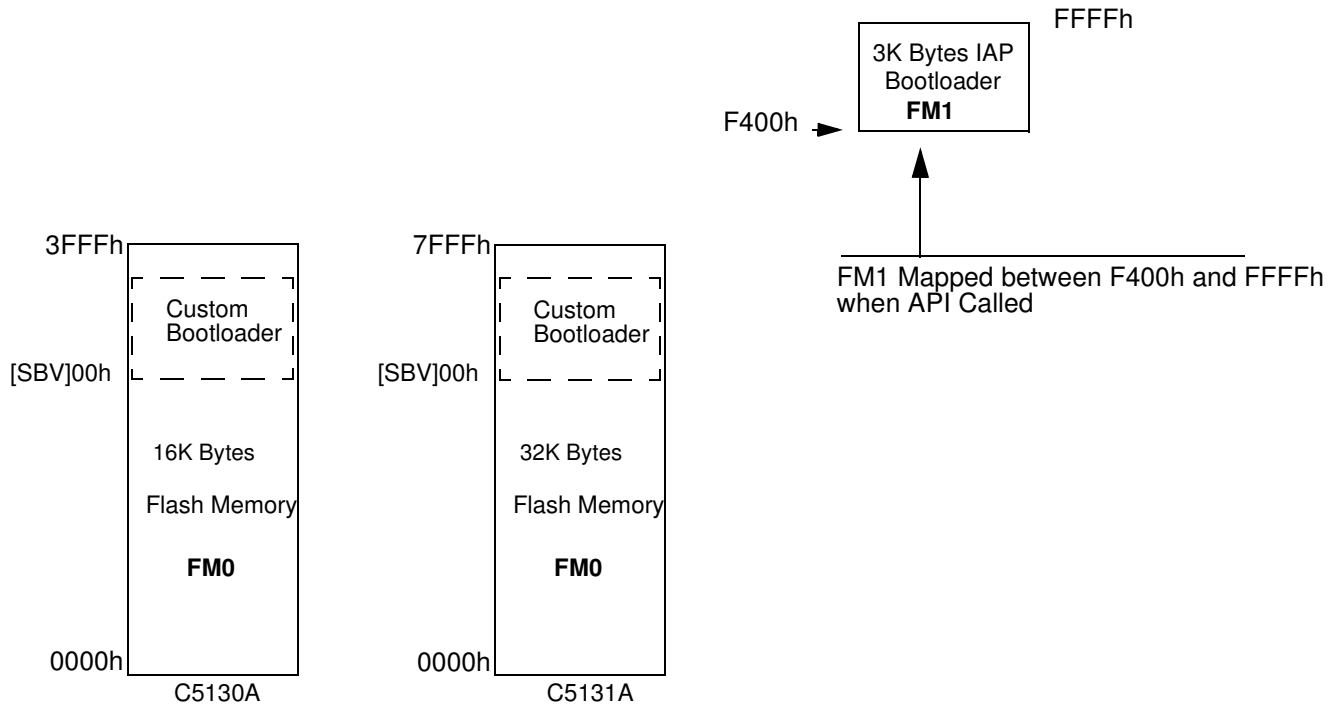 FFFFh
3K Bytes IAP
Bootloader
FM1
F400h
FM1 Mapped between F400h and FFFFh
when API Called
3FFFh
Custom
Bootloader
[SBV]00h
16K Bytes
Flash Memory
FM0
0000h
C5130A
7FFFh
Custom
Bootloader
[SBV]00h
32K Bytes
Flash Memory
FM0
0000h
C5131A